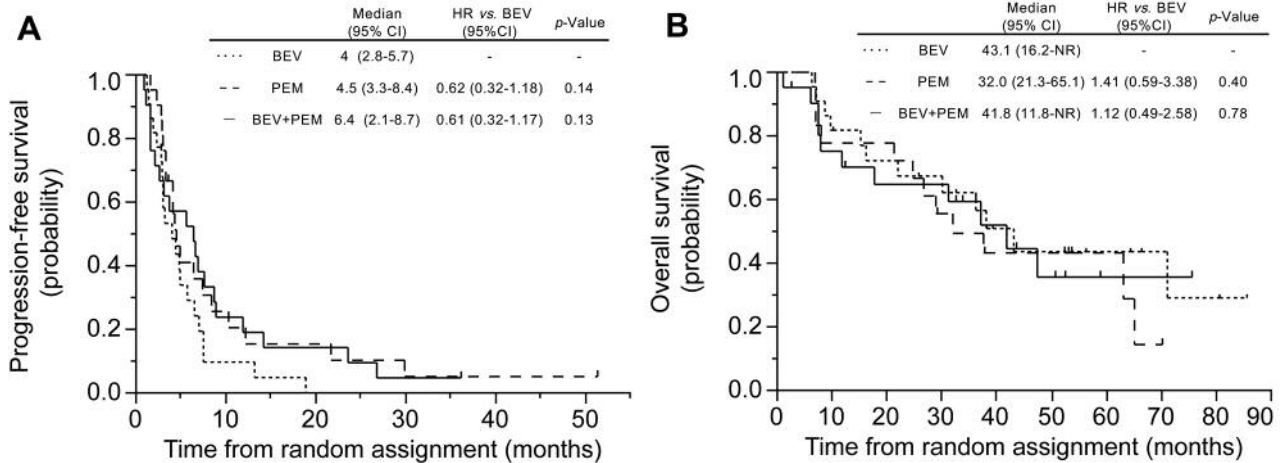 A
Median (95% CI) HR vs. BEV (95%CI) p-Value
BEV 4 (2.8-5.7) - -
PEM 4.5 (3.3-8.4) 0.62 (0.32-1.18) 0.14
BEV+PEM 6.4 (2.1-8.7) 0.61 (0.32-1.17) 0.13
Progression-free survival
(probability)
1.0
0.8
0.6
0.4
0.2
0.0
0 10 20 30 40 50
Time from random assignment (months)
B
Median (95% CI) HR vs. BEV (95%CI) p-Value
BEV 43.1 (16.2-NR) - -
PEM 32.0 (21.3-65.1) 1.41 (0.59-3.38) 0.40
BEV+PEM 41.8 (11.8-NR) 1.12 (0.49-2.58) 0.78
Overall survival
(probability)
1.0
0.8
0.6
0.4
0.2
0.0
0 10 20 30 40 50 60 70 80 90
Time from random assignment (months)